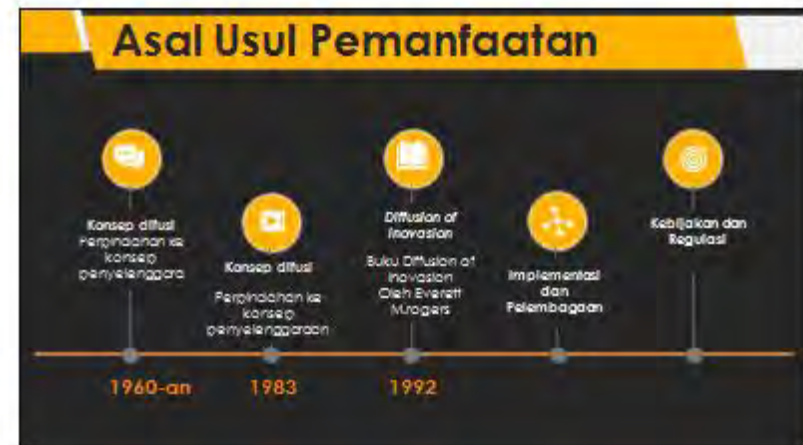 Asal Usul Pemanfaatan
Konsep difusi
Perpindahan ke
konsep
penyelenggara
1960-an
Konsep difusi
Perpindahan ke
konsep
penyelenggaraan
1983
Diffusion of
Inovasion
Buku Diffusion of
Inovasion
Oleh Everett
M.rogers
1992
Implementasi
dan
Pelembagaan
Kebijakan dan
Regulasi